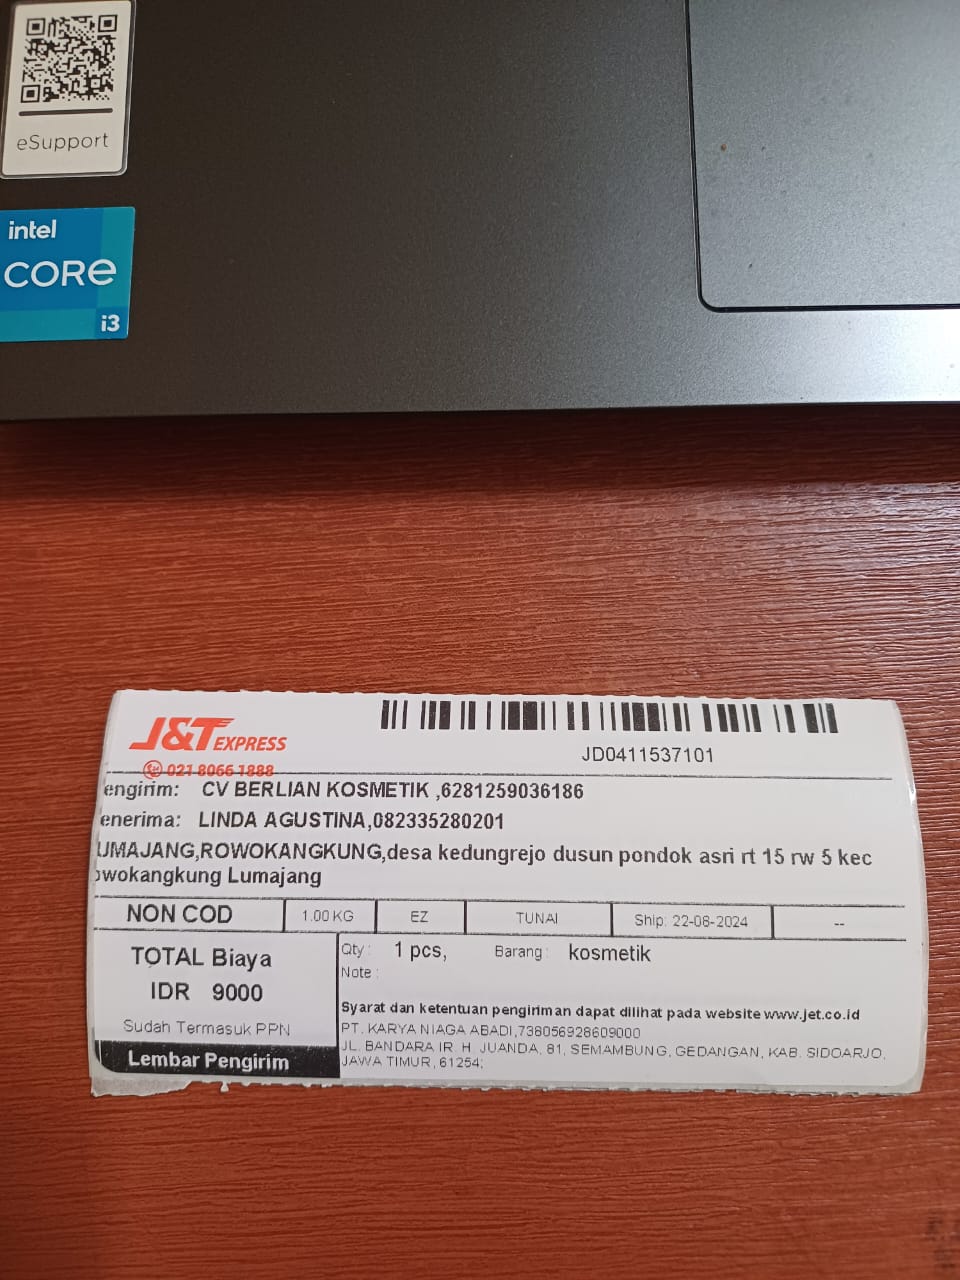 eSupport
intel
CORE
i3
J&T EXPRESS
021 8066 1888
JD0411537101
engirim: CV BERLIAN KOSMETIK ,6281259036186
enerima: LINDA AGUSTINA,082335280201
UMAJANG,ROWOKANGKUNG,desa kedungrejo dusun pondok asri rt 15 rw 5 kec
owokangkung Lumajang
NON COD 1.00 KG EZ TUNAI Ship: 22-08-2024 --
TOTAL Biaya
IDR 9000
Sudah Termasuk PPN
Lembar Pengirim
Qty : 1 pcs, Barang : kosmetik
Note :
Syarat dan ketentuan pengiriman dapat dilihat pada website www.jet.co.id
PT. KARYA NIAGA ABADI,738056928609000
JL. BANDARA IR. H. JUANDA, 81, SEMAMBUNG, GEDANGAN, KAB. SIDOARJO,
JAWA TIMUR, 61254;